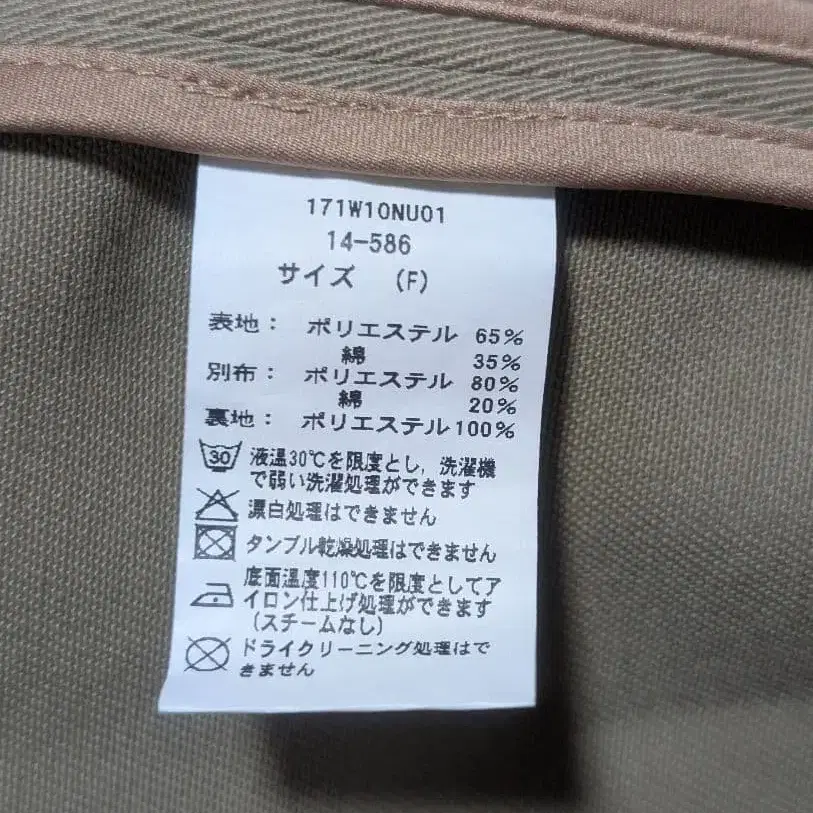 171W10NU01
14-586
サイズ (F)
表地: ポリエステル 65%
綿 35%
別布: ポリエステル 80%
綿 20%
裏地: ポリエステル100%
30 液温30℃を限度とし, 洗濯機
で弱い洗濯処理ができます
漂白処理はできません
タンブル乾燥処理はできません
底面温度110℃を限度としてア
イロン仕上げ処理ができます
(スチームなし)
ドライクリーニング処理はで
きません